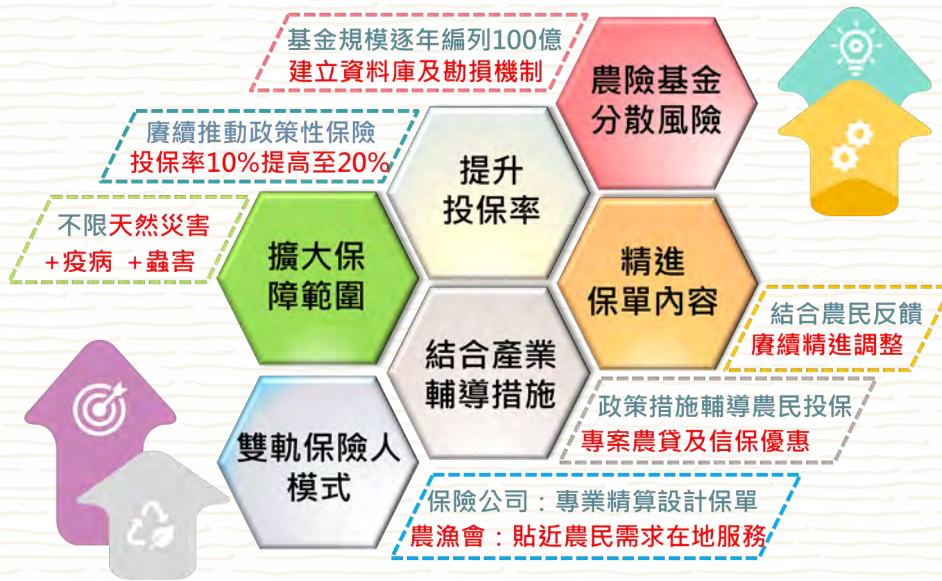 基金規模逐年編列100億
建立資料庫及勘損機制
農險基金
分散風險
賡續推動政策性保險
投保率10%提高至20%
提升
投保率
不限天然災害
+疫病 +蟲害
擴大保
障範圍
精進
保單內容
結合農民反饋
賡續精進調整
結合產業
輔導措施
政策措施輔導農民投保
專案農貸及信保優惠
雙軌保險人
模式
保險公司：專業精算設計保單
農漁會：貼近農民需求在地服務